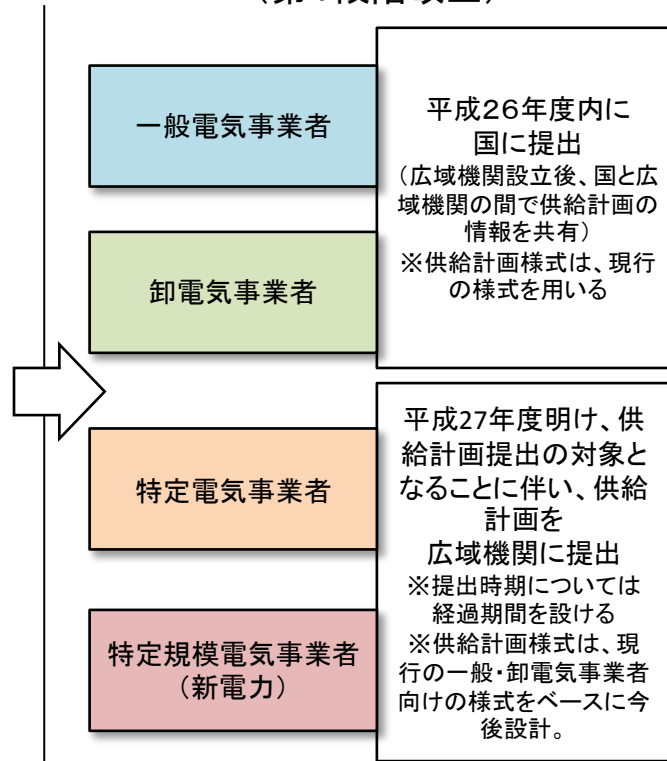 一般電気事業者
平成26年度内に
国に提出
(広域機関設立後、国と広
域機関の間で供給計画の
情報を共有)
※供給計画様式は、現行
の様式を用いる
卸電気事業者
特定電気事業者
平成27年度明け、供
給計画提出の対象と
なることに伴い、供給
計画を
広域機関に提出
※提出時期については
経過期間を設ける
※供給計画様式は、現
行の一般・卸電気事業者
向けの様式をベースに今
後設計。
特定規模電気事業者
(新電力)